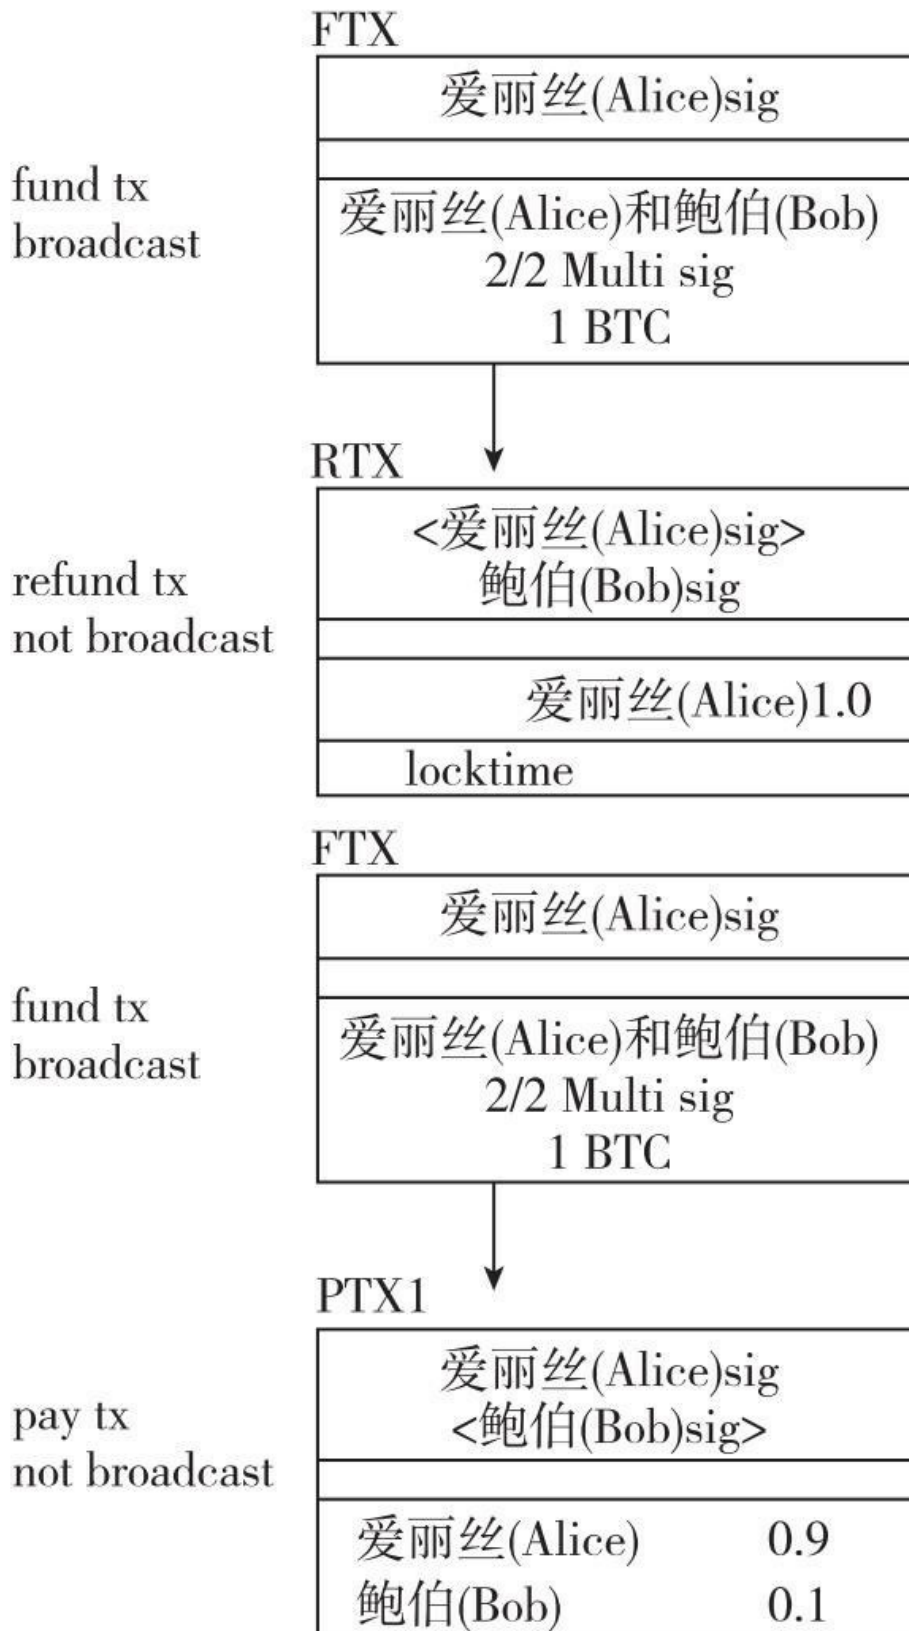 FTX
爱丽丝(Alice)sig
fund tx
broadcast
爱丽丝(Alice)和鲍伯(Bob)
2/2 Multi sig
1 BTC
RTX
<爱丽丝(Alice)sig>
鲍伯(Bob)sig
refund tx
not broadcast
爱丽丝(Alice)1.0
locktime
FTX
爱丽丝(Alice)sig
fund tx
broadcast
爱丽丝(Alice)和鲍伯(Bob)
2/2 Multi sig
1 BTC
PTX1
爱丽丝(Alice)sig
<鲍伯(Bob)sig>
pay tx
not broadcast
爱丽丝(Alice) 0.9
鲍伯(Bob) 0.1